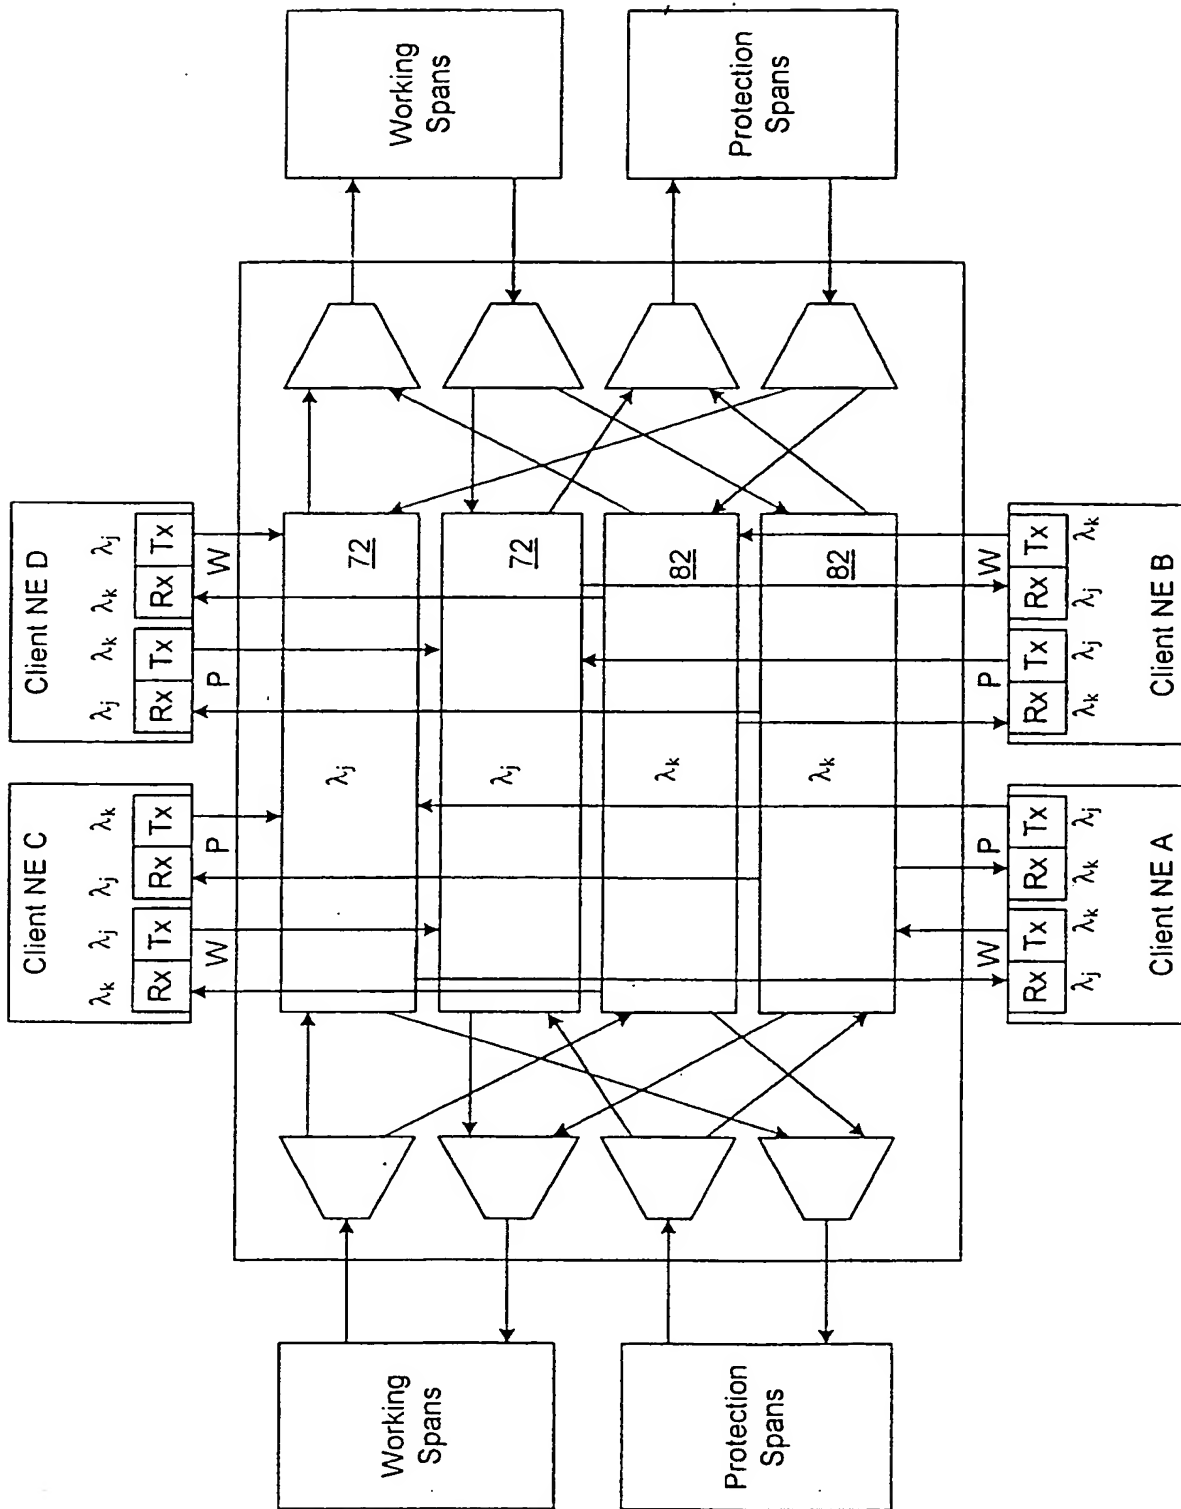 Working
Spans
Protection
Spans
Client NE D
λj
Tx
λk
Rx
W
λk
Tx
λj
Rx
P
Client NE C
λk
Tx
λj
Rx
P
λj
Tx
λk
Rx
W
72
72
82
82
λj
λj
λk
λk
W
Tx
λk
Rx
λj
P
Tx
λj
Rx
λk
Client NE B
P
Tx
λj
Rx
λk
W
Tx
λk
Rx
λj
Client NE A
Working
Spans
Protection
Spans